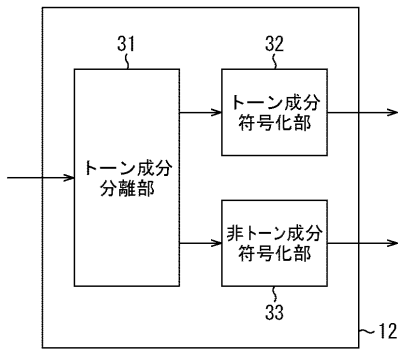 31
32
トーン成分
符号化部
トーン成分
分離部
非トーン成分
符号化部
33
12